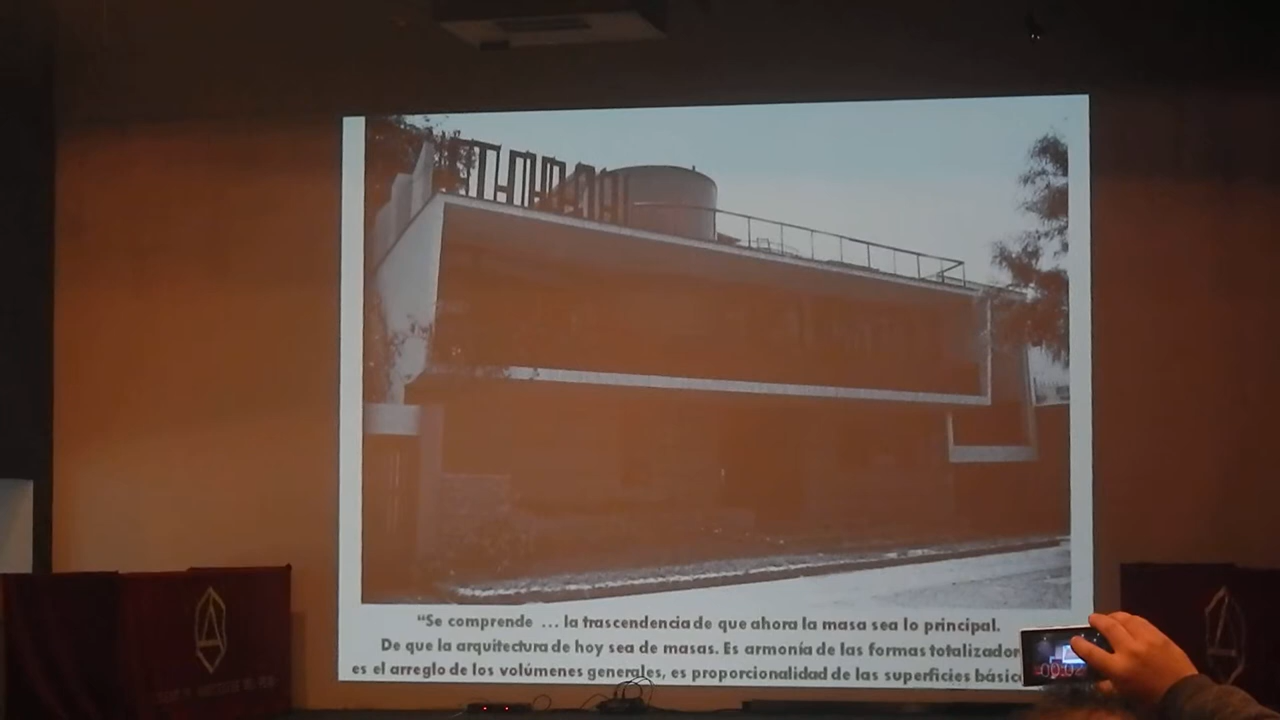 "Se comprende ... la trascendencia de que ahora la masa sea lo principal.
De que la arquitectura de hoy sea de masas. Es armonía de las formas
es el arreglo de los volúmenes generales, es proporcionalidad de las superficies